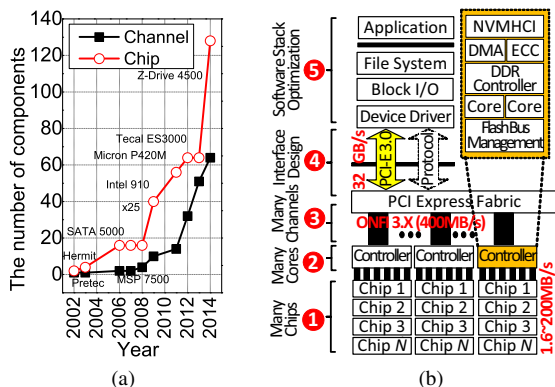 140
120
100
80
60
40
20
0
The number of components
Channel
Chip
Z-Drive 4500
Tecal ES3000
Micron P420M
Intel 910
x25
SATA 5000
Hermit
Pretec
MSP 7500
2002
2004
2006
2008
2010
2012
2014
Year
(a)
Software Stack
Optimization
5
Application
File System
Block I/O
Device Driver
NVMHCI
DMA ECC
DDR
Controller
Core Core
Flash Bus
Management
Interface
Design
4
32 GB/s
PCI-E3.0
Protocol
Many
Channels
3
PCI Express Fabric
ONFI 3.X (400MB/s)
Many
Cores
2
Controller Controller Controller
Many
Chips
1
Chip 1 Chip 1 Chip 1
Chip 2 Chip 2 Chip 2
Chip 3 Chip 3 Chip 3
Chip N Chip N Chip N
1.6~200MB/s
(b)